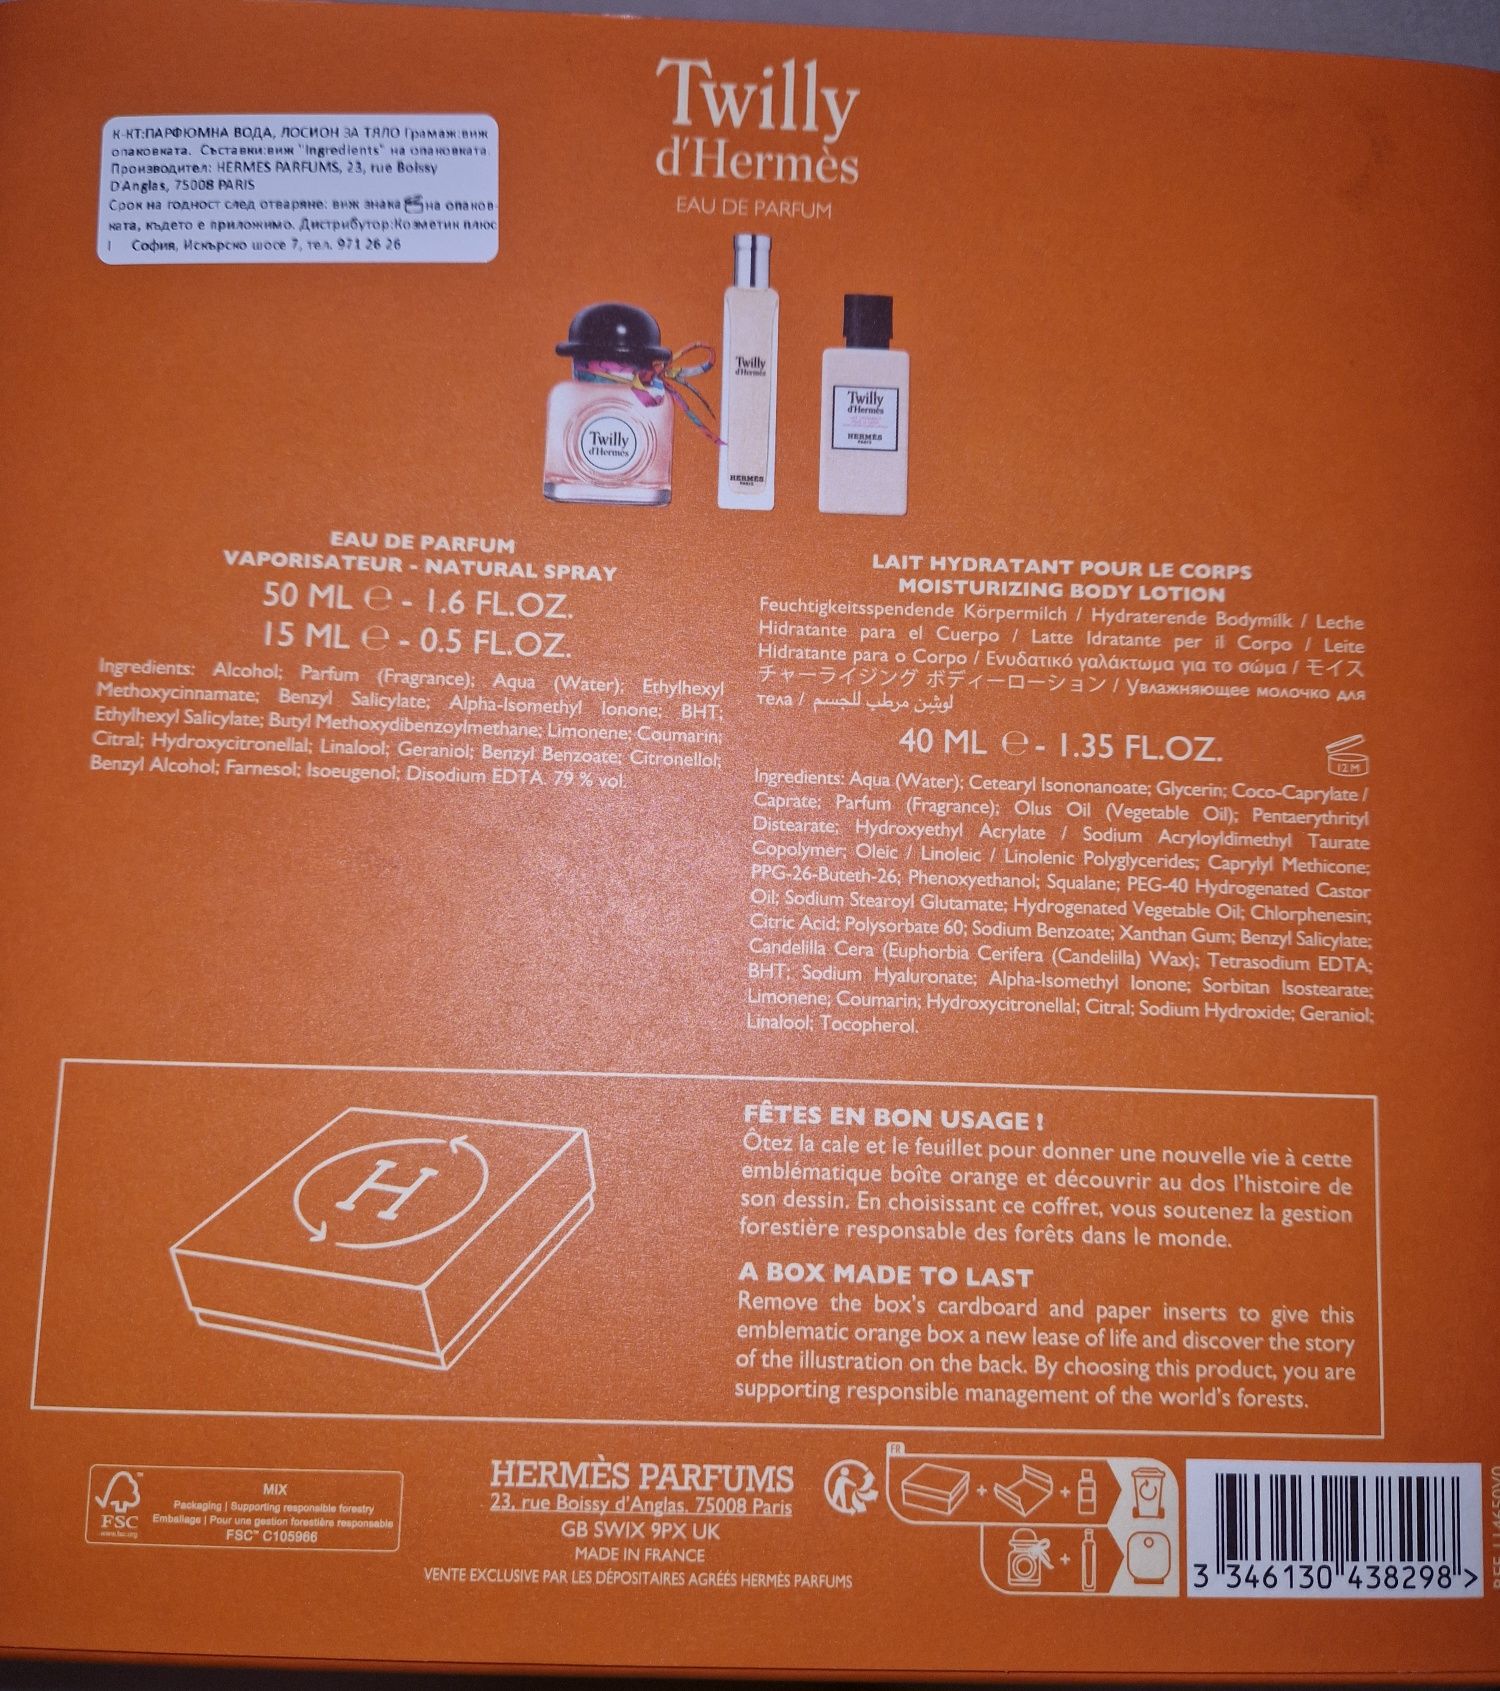 Twilly
d'Hermès
EAU DE PARFUM
К-КТ:ПАРФЮМНА ВОДА, ЛОСИОН ЗА ТЯЛО Грамаж:виж
опаковката. Съставки:виж "Ingredients" на опаковката.
Производител: HERMES PARFUMS, 23, rue Boissy
D'Anglas, 75008 PARIS
Срок на годност след отваряне: виж знака на опаков-
ката, където е приложимо. Дистрибутор:Козметик плюс
София, Искърско шосе 7, тел. 971 26 26
Twilly
d'Hermès
Twilly
d'Hermès
HERMÈS
PARIS
Twilly
d'Hermès
HERMÈS
PARIS
EAU DE PARFUM
VAPORISATEUR - NATURAL SPRAY
50 ML ℮ - 1.6 FL.OZ.
15 ML ℮ - 0.5 FL.OZ.
Ingredients: Alcohol; Parfum (Fragrance); Aqua (Water); Ethylhexyl
Methoxycinnamate; Benzyl Salicylate; Alpha-Isomethyl Ionone; BHT;
Ethylhexyl Salicylate; Butyl Methoxydibenzoylmethane; Limonene; Coumarin;
Citral; Hydroxycitronellal; Linalool; Geraniol; Benzyl Benzoate; Citronellol;
Benzyl Alcohol; Farnesol; Isoeugenol; Disodium EDTA. 79 % vol.
LAIT HYDRATANT POUR LE CORPS
MOISTURIZING BODY LOTION
Feuchtigkeitsspendende Körpermilch / Hydraterende Bodymilk / Leche
Hidratante para el Cuerpo / Latte Idratante per il Corpo / Leite
Hidratante para o Corpo / Ενυδατικό γαλάκτωμα για το σώμα / モイス
チャーライジング ボディーローション / Увлажняющее молочко для
тела / لوشين مرطب للجسم
40 ML ℮ - 1.35 FL.OZ.
12 M
Ingredients: Aqua (Water); Cetearyl Isononanoate; Glycerin; Coco-Caprylate /
Caprate; Parfum (Fragrance); Olus Oil (Vegetable Oil); Pentaerythrityl
Distearate; Hydroxyethyl Acrylate / Sodium Acryloyldimethyl Taurate
Copolymer; Oleic / Linoleic / Linolenic Polyglycerides; Caprylyl Methicone;
PPG-26-Buteth-26; Phenoxyethanol; Squalane; PEG-40 Hydrogenated Castor
Oil; Sodium Stearoyl Glutamate; Hydrogenated Vegetable Oil; Chlorphenesin;
Citric Acid; Polysorbate 60; Sodium Benzoate; Xanthan Gum; Benzyl Salicylate;
Candelilla Cera (Euphorbia Cerifera (Candelilla) Wax); Tetrasodium EDTA;
BHT; Sodium Hyaluronate; Alpha-Isomethyl Ionone; Sorbitan Isostearate;
Limonene; Coumarin; Hydroxycitronellal; Citral; Sodium Hydroxide; Geraniol;
Linalool; Tocopherol.
H
FÊTES EN BON USAGE !
Ôtez la cale et le feuillet pour donner une nouvelle vie à cette
emblématique boîte orange et découvrir au dos l'histoire de
son dessin. En choisissant ce coffret, vous soutenez la gestion
forestière responsable des forêts dans le monde.
A BOX MADE TO LAST
Remove the box's cardboard and paper inserts to give this
emblematic orange box a new lease of life and discover the story
of the illustration on the back. By choosing this product, you are
supporting responsible management of the world's forests.
FSC
www.fsc.org
MIX
Packaging | Supporting responsible forestry
Emballage | Pour une gestion forestière responsable
FSC™ C105966
HERMÈS PARFUMS
23, rue Boissy d'Anglas, 75008 Paris
GB SWIX 9PX UK
MADE IN FRANCE
VENTE EXCLUSIVE PAR LES DÉPOSITAIRES AGRÉÉS HERMÈS PARFUMS
FR
3 346130 438298 >